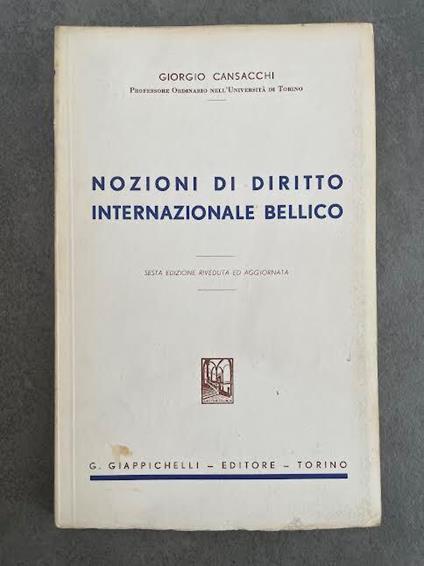 GIORGIO CANSACCHI
PROFESSORE ORDINARIO NELL'UNIVERSITÀ DI TORINO
NOZIONI DI DIRITTO
INTERNAZIONALE BELLICO
SESTA EDIZIONE RIVEDUTA ED AGGIORNATA
G. GIAPPICHELLI – EDITORE – TORINO